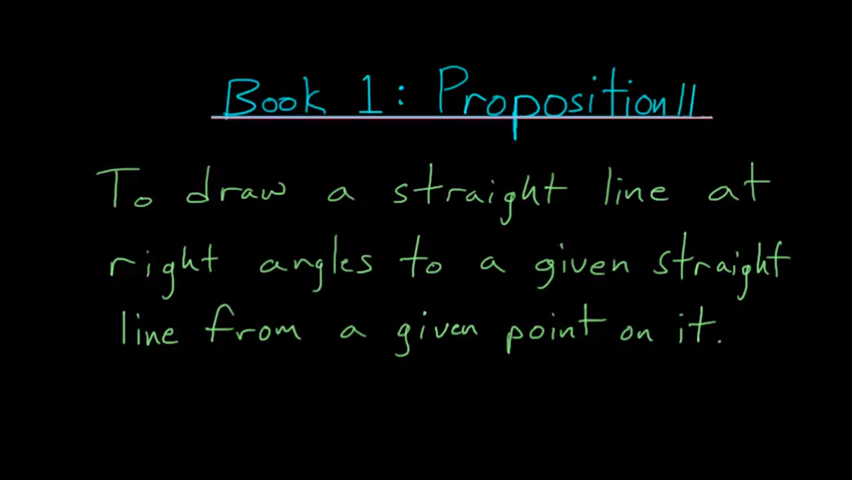 Book 1: Proposition 11
To draw a straight line at
right angles to a given straight
line from a given point on it.